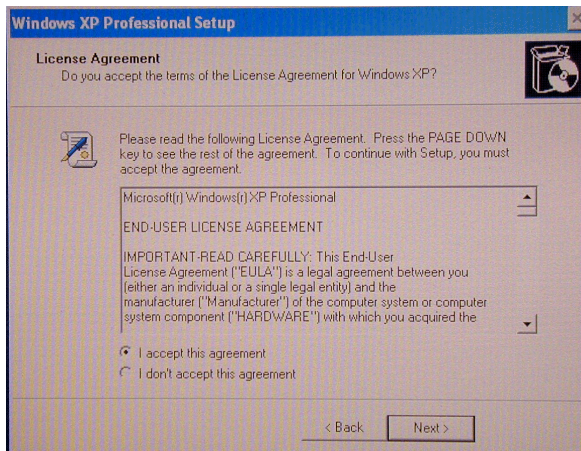 Windows XP Professional Setup
License Agreement
Do you accept the terms of the License Agreement for Windows XP?
Please read the following License Agreement. Press the PAGE DOWN
key to see the rest of the agreement. To continue with Setup, you must
accept the agreement.
Microsoft(r) Windows(r) XP Professional
END-USER LICENSE AGREEMENT
IMPORTANT-READ CAREFULLY: This End-User
License Agreement ("EULA") is a legal agreement between you
(either an individual or a single legal entity) and the
manufacturer ("Manufacturer") of the computer system or computer
system component ("HARDWARE") with which you acquired the
I accept this agreement
I don't accept this agreement
< Back
Next >